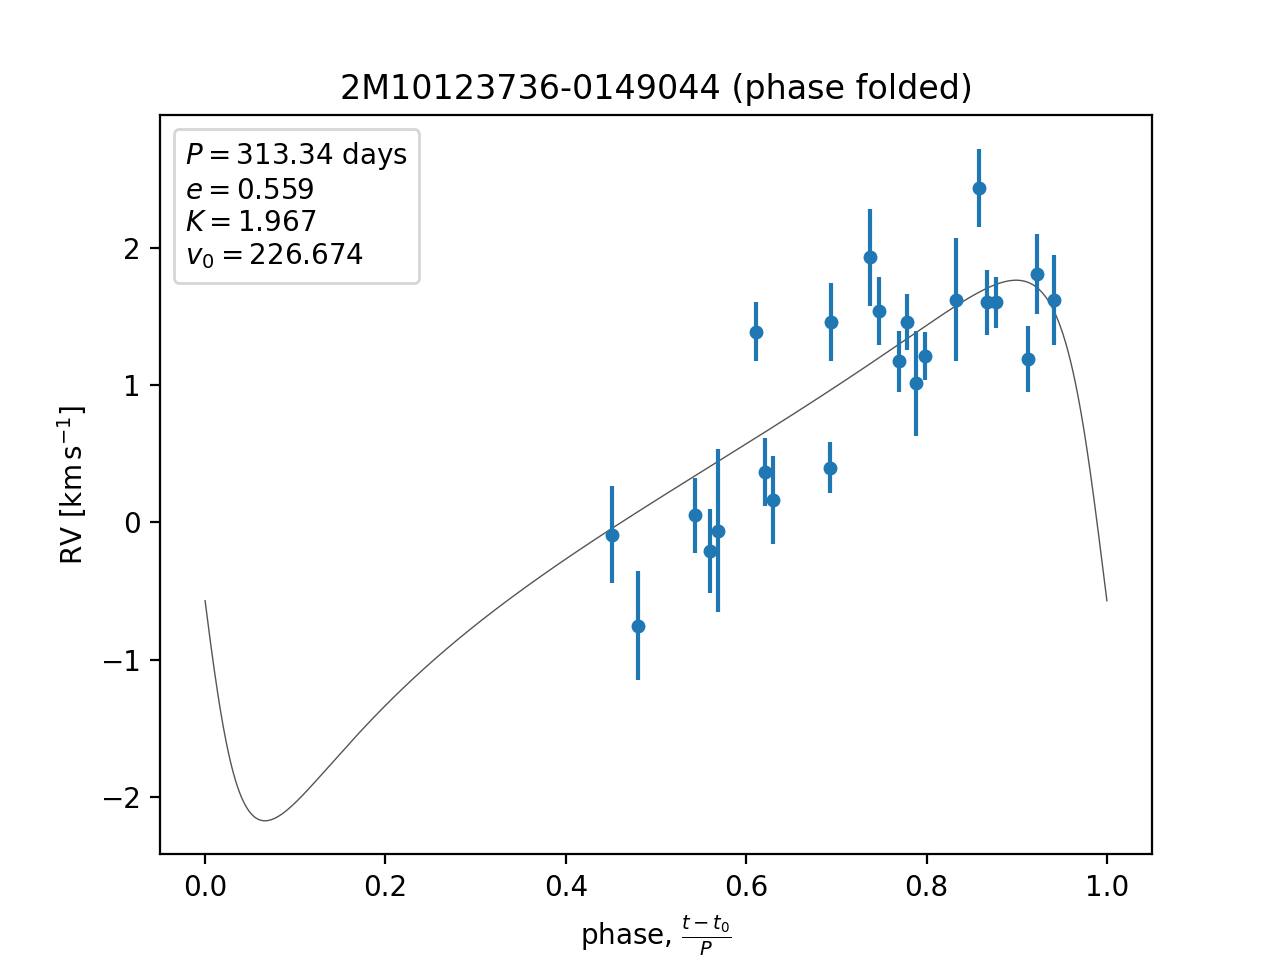 2M10123736-0149044 (phase folded)
P = 313.34 days
e = 0.559
K = 1.967
v₀ = 226.674
RV [km s⁻¹]
2
1
0
−1
−2
0.0 0.2 0.4 0.6 0.8 1.0
phase, (t − t₀)/P